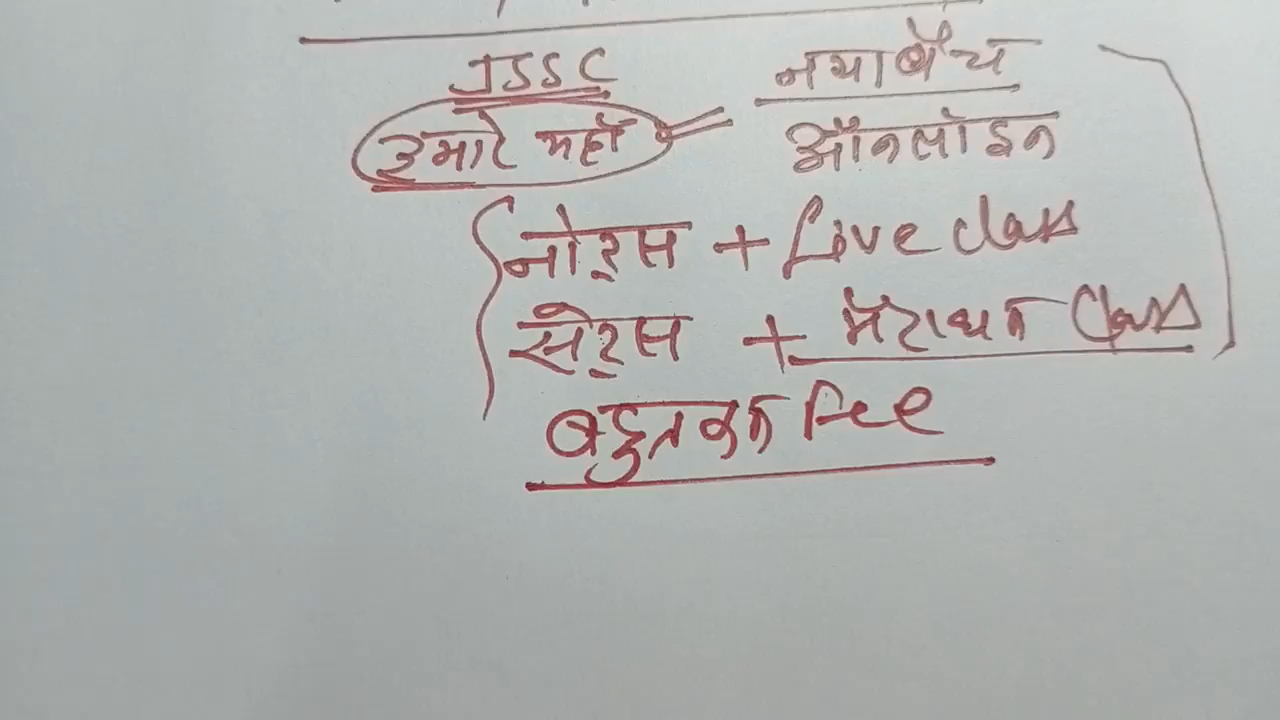 JSSC नया बैच
हमारे यहाँ ऑनलाइन
नोट्स + Live class
सेट्स + मैराथन Class
बहुत कम Fee